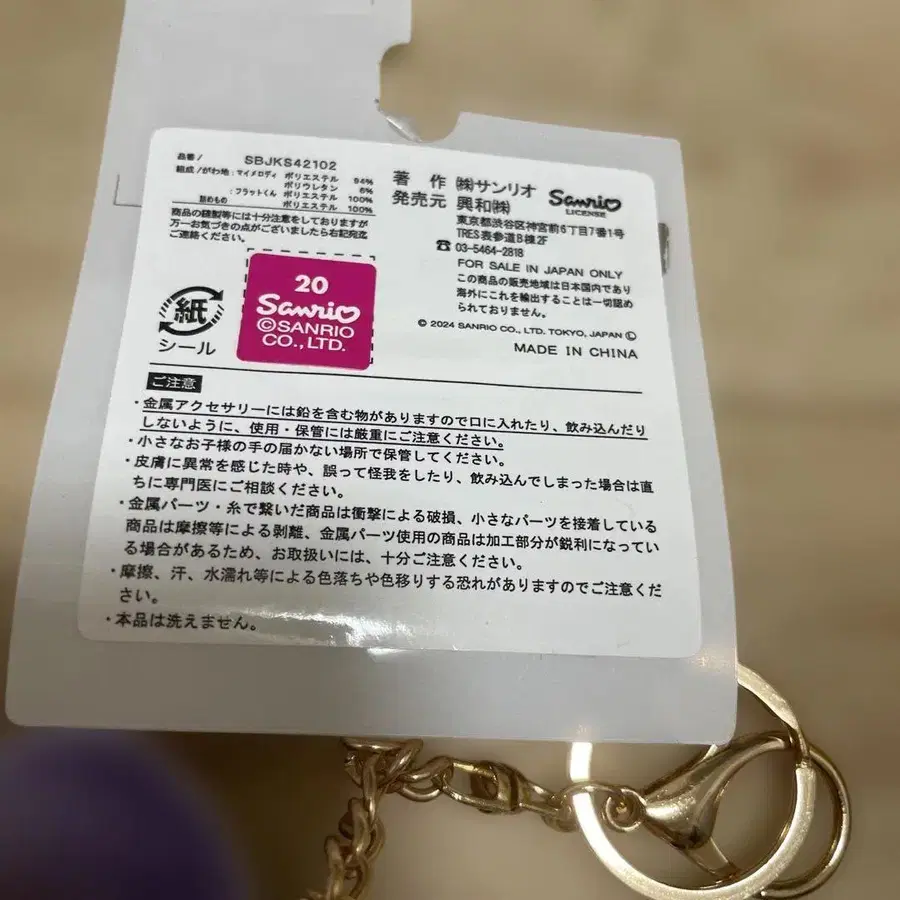 品番/ SBJKS42102
組成/がわ地:マイメロディ ポリエステル 94%
ポリウレタン 6%
:フラットくん ポリエステル 100%
詰めもの ポリエステル 100%
商品の縫製等には十分注意をしておりますが
万一お気づきの点がございましたら右記宛迄
ご連絡ください。
紙
シール
20
Sanrio
©SANRIO
CO., LTD.
著作 ㈱サンリオ
発売元 興和㈱
Sanrio
LICENSE
東京都渋谷区神宮前6丁目7番1号
TRES表参道B棟2F
☎ 03-5464-2818
FOR SALE IN JAPAN ONLY
この商品の販売地域は日本国内であり
海外にこれを輸出することは一切認め
られておりません。
© 2024 SANRIO CO., LTD. TOKYO, JAPAN Ⓛ
MADE IN CHINA
ご注意
・金属アクセサリーには鉛を含む物がありますので口に入れたり、飲み込んだり
しないように、使用・保管には厳重にご注意ください。
・小さなお子様の手の届かない場所で保管してください。
・皮膚に異常を感じた時や、誤って怪我をしたり、飲み込んでしまった場合は直
ちに専門医にご相談ください。
・金属パーツ・糸で繋いだ商品は衝撃による破損、小さなパーツを接着している
商品は摩擦等による剥離、金属パーツ使用の商品は加工部分が鋭利になってい
る場合があるため、お取扱いには、十分ご注意ください。
・摩擦、汗、水濡れ等による色落ちや色移りする恐れがありますのでご注意くだ
さい。
・本品は洗えません。